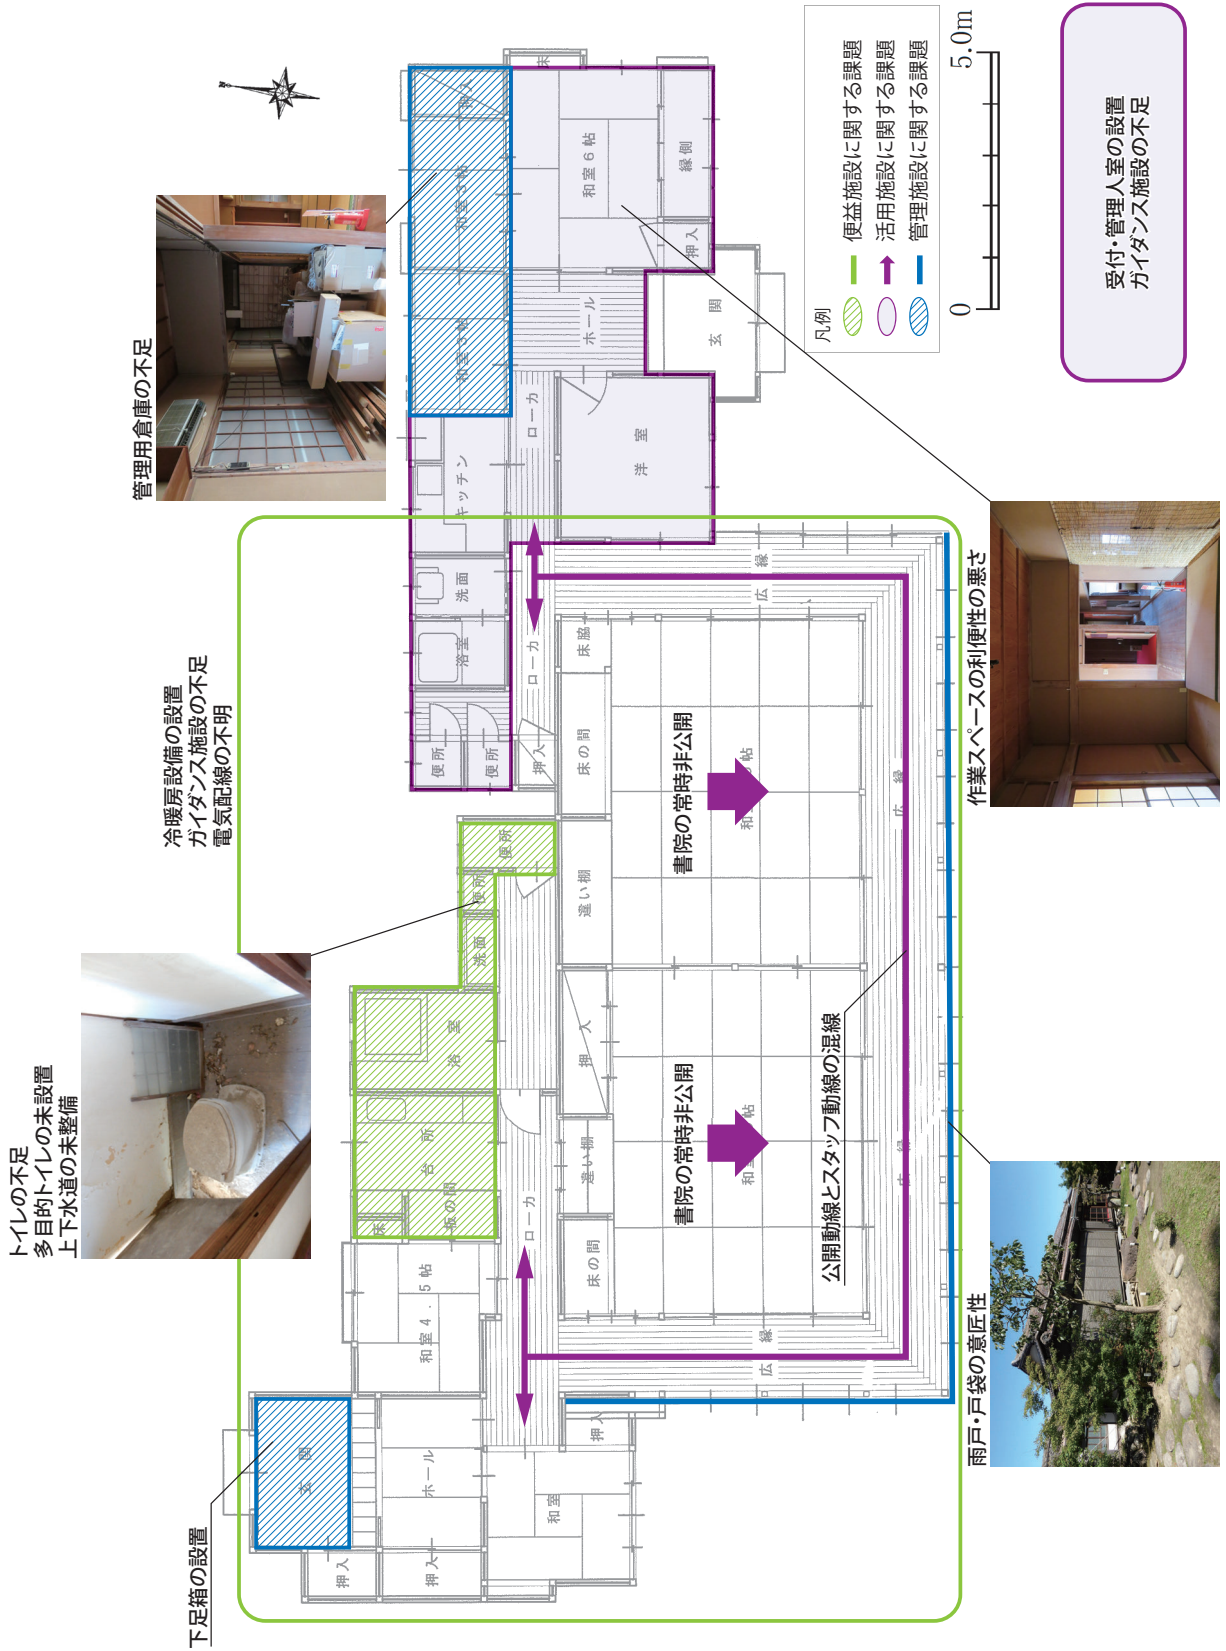 トイレの不足
多目的トイレの未設置
上下水道の未整備
冷暖房設備の設置
ガイダンス施設の不足
電気配線の不明
管理用倉庫の不足
下足箱の設置
玄関
押入
ホール
押入
和室
押入
和室4.5帖
床
板の間
台所
浴室
洗面
便所
便所
ローカ
床の間
違い棚
押入
違い棚
床の間
床脇
押入
ローカ
便所
便所
浴室
洗面
キッチン
ローカ
和室3帖
和室3帖
押入
ホール
洋室
玄関
和室6帖
床
押入
縁側
書院の常時非公開
書院の常時非公開
公開動線とスタッフ動線の混線
広縁
広縁
広縁
広縁
雨戸・戸袋の意匠性
作業スペースの利便性の悪さ
凡例
便益施設に関する課題
活用施設に関する課題
管理施設に関する課題
0
5.0m
受付・管理人室の設置
ガイダンス施設の不足